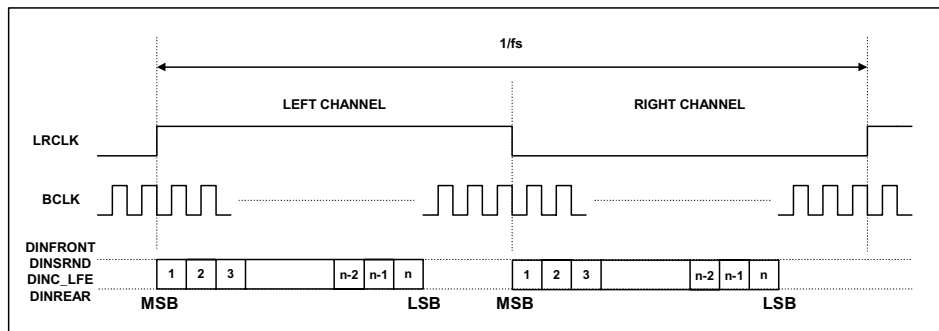 1/fs
LEFT CHANNEL RIGHT CHANNEL
LRCLK
BCLK
DINFRONT
DINSRND
DINC_LFE
DINREAR
1 2 3 n-2 n-1 n 1 2 3 n-2 n-1 n
MSB LSB MSB LSB